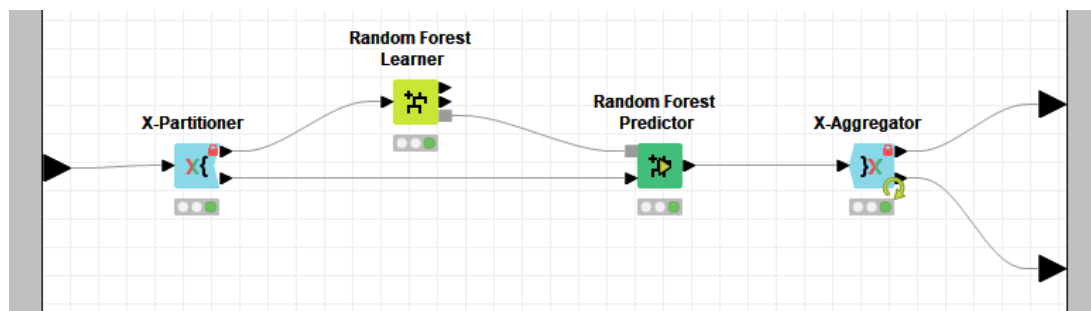 Random Forest
Learner
X-Partitioner
Random Forest
Predictor
X-Aggregator
X{
}X